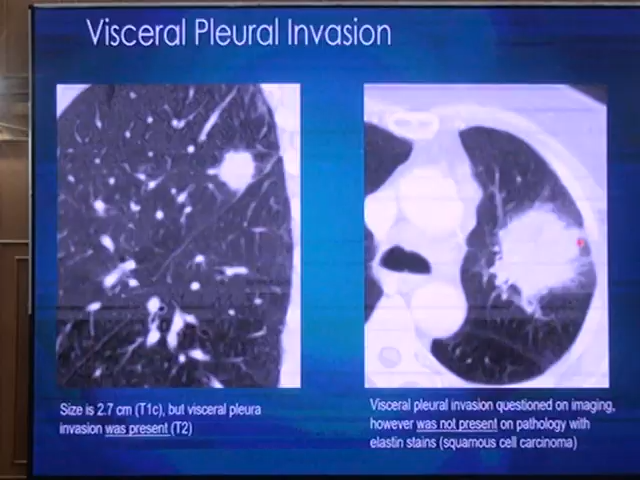 Visceral Pleural Invasion
Size is 2.7 cm (T1c), but visceral pleura
invasion was present (T2)
Visceral pleural invasion questioned on imaging,
however was not present on pathology with
elastin stains (squamous cell carcinoma)